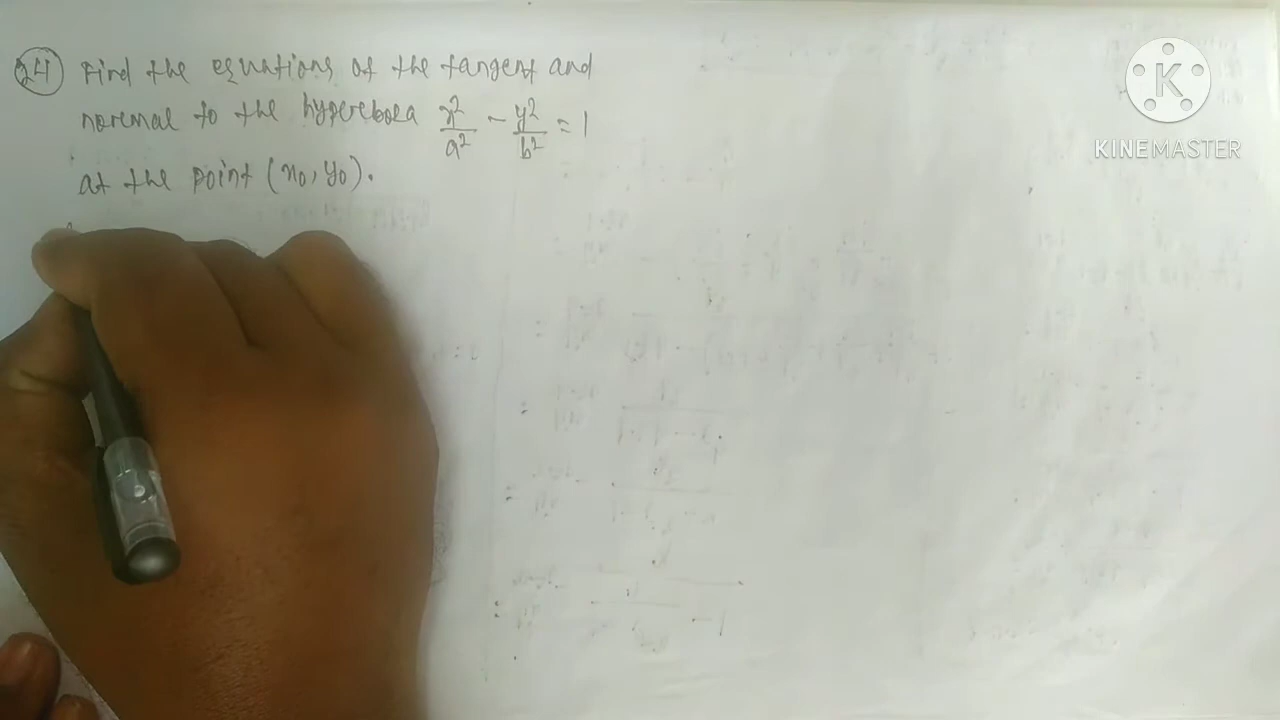 24 Find the equations of the tangent and
normal to the hyperbola x²/a² - y²/b² = 1
at the point (x₀, y₀).
K
KINEMASTER